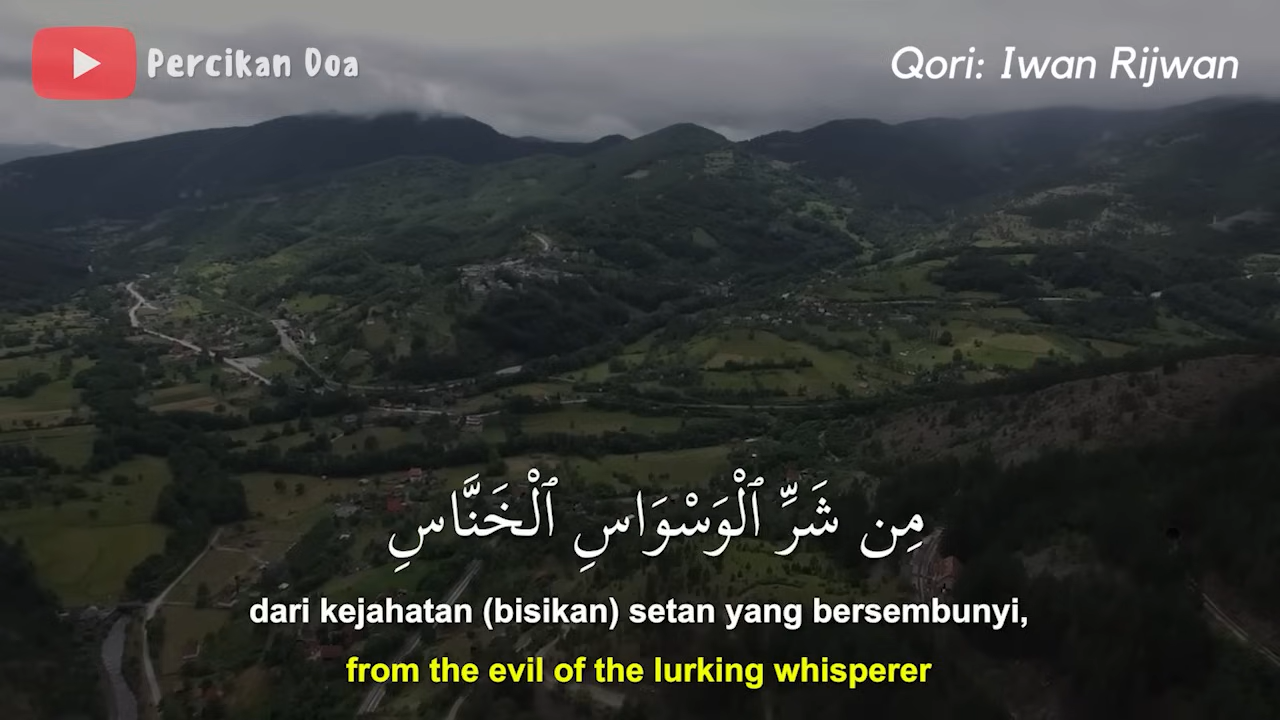 Percikan Doa
Qori: Iwan Rijwan
مِن شَرِّ ٱلْوَسْوَاسِ ٱلْخَنَّاسِ
dari kejahatan (bisikan) setan yang bersembunyi,
from the evil of the lurking whisperer